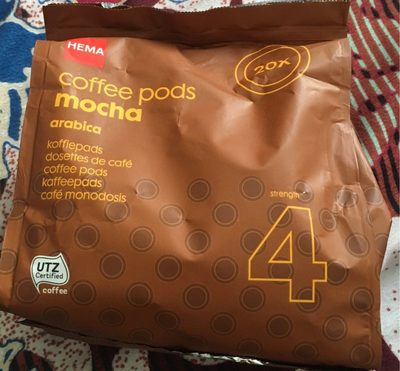 HEMA
20x
coffee pods
mocha
arabica
koffiepads
dosettes de café
coffee pods
kaffeepads
café monodosis
strength
4
UTZ
Certified
coffee